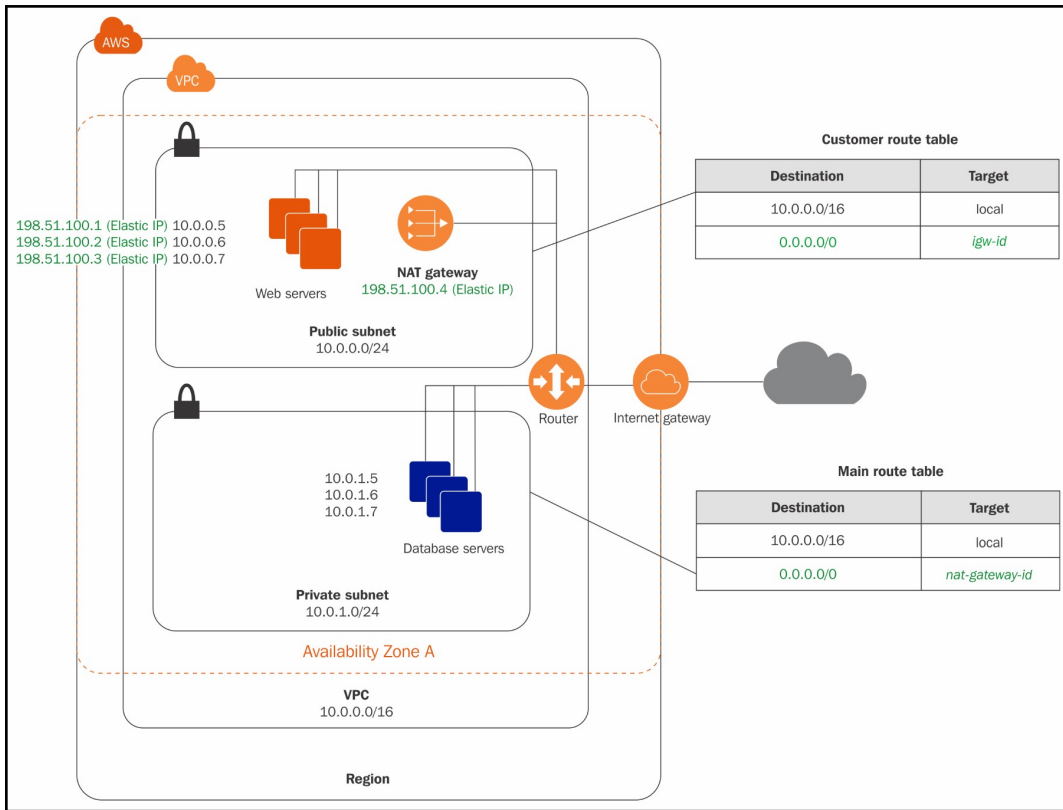 AWS
VPC
198.51.100.1 (Elastic IP) 10.0.0.5
198.51.100.2 (Elastic IP) 10.0.0.6
198.51.100.3 (Elastic IP) 10.0.0.7
Web servers
NAT gateway
198.51.100.4 (Elastic IP)
Public subnet
10.0.0.0/24
Customer route table
Destination Target
10.0.0.0/16 local
0.0.0.0/0 igw-id
Router
Internet gateway
10.0.1.5
10.0.1.6
10.0.1.7
Database servers
Private subnet
10.0.1.0/24
Main route table
Destination Target
10.0.0.0/16 local
0.0.0.0/0 nat-gateway-id
Availability Zone A
VPC
10.0.0.0/16
Region